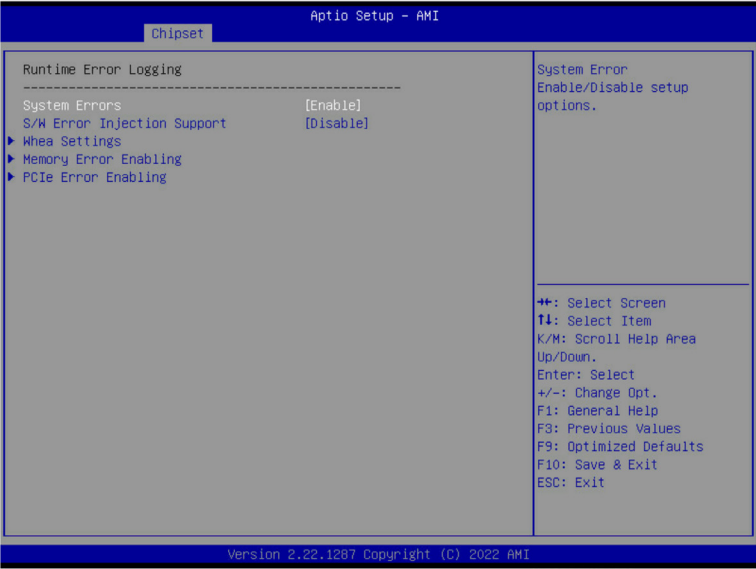 Aptio Setup – AMI
Chipset
Runtime Error Logging
--------------------------------------------------
System Errors [Enable]
S/W Error Injection Support [Disable]
Whea Settings
Memory Error Enabling
PCIe Error Enabling
System Error
Enable/Disable setup
options.
→←: Select Screen
↑↓: Select Item
K/M: Scroll Help Area
Up/Down.
Enter: Select
+/-: Change Opt.
F1: General Help
F3: Previous Values
F9: Optimized Defaults
F10: Save & Exit
ESC: Exit
Version 2.22.1287 Copyright (C) 2022 AMI